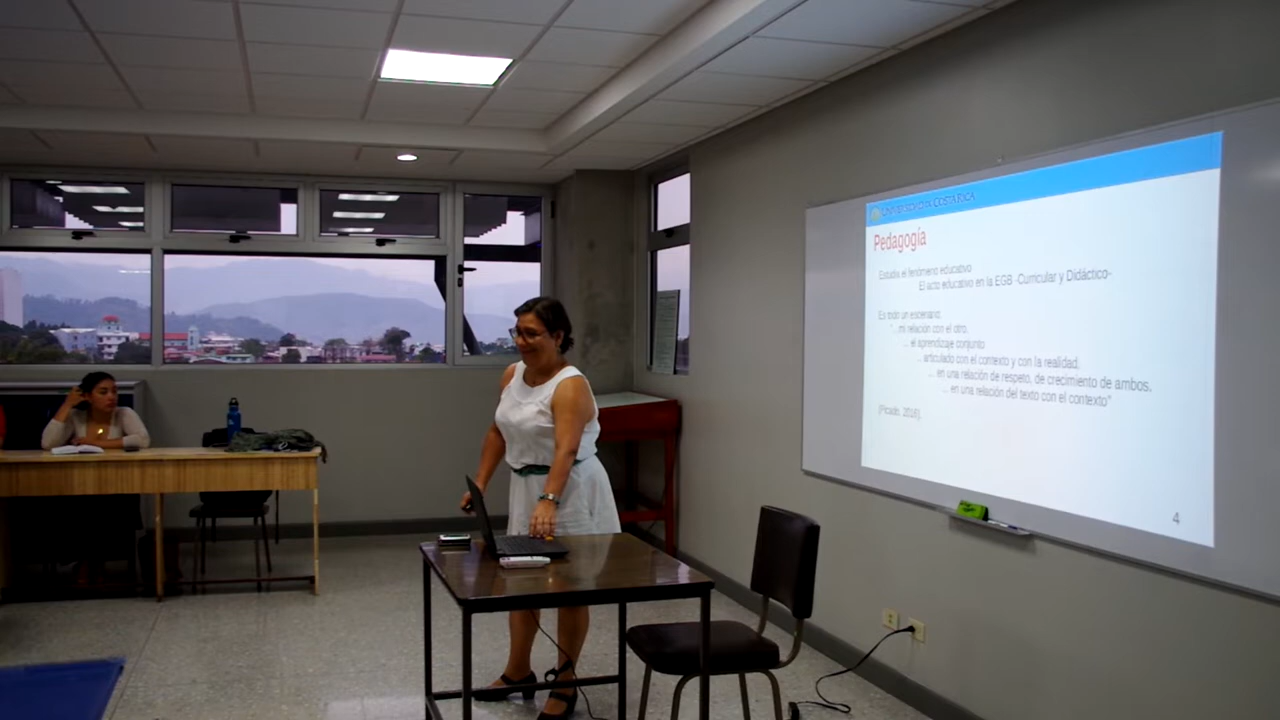 UNIVERSIDAD DE COSTA RICA
Pedagogía
Estudia el fenómeno educativo
El acto educativo en la EGB -Curricular y Didáctico-
Es todo un escenario,
"...mi relación con el otro,
... el aprendizaje conjunto
... articulado con el contexto y con la realidad,
... en una relación de respeto, de crecimiento de ambos,
... en una relación del texto con el contexto"
(Picado, 2016).
4